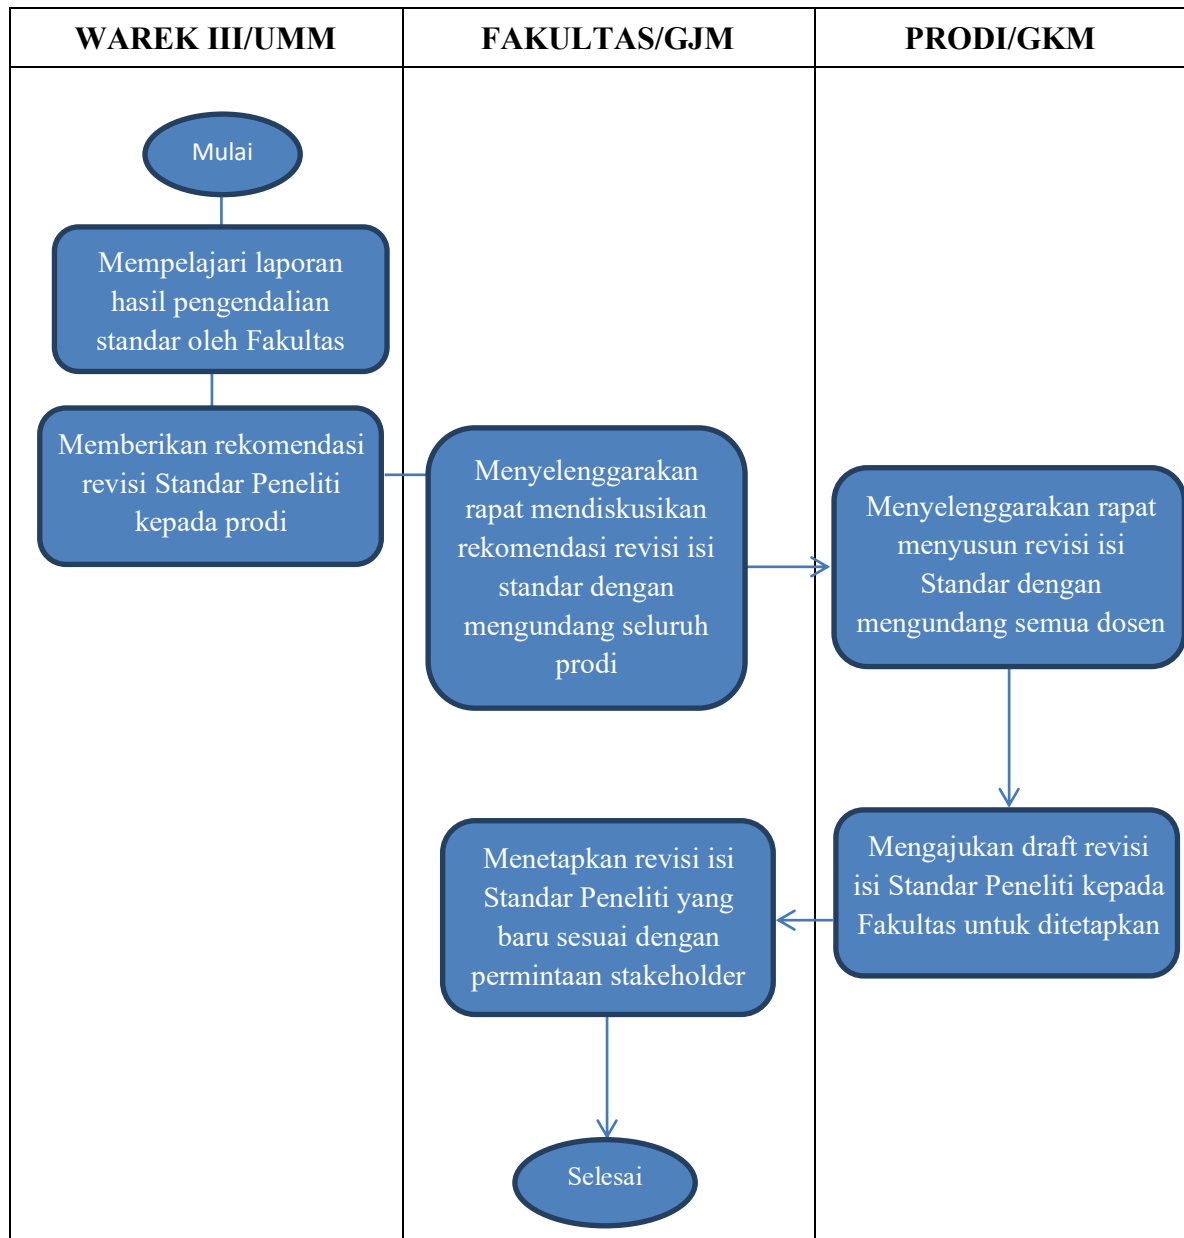 WAREK III/UMM
FAKULTAS/GJM
PRODI/GKM
Mulai
Mempelajari laporan
hasil pengendalian
standar oleh Fakultas
Memberikan rekomendasi
revisi Standar Peneliti
kepada prodi
Menyelenggarakan
rapat mendiskusikan
rekomendasi revisi isi
standar dengan
mengundang seluruh
prodi
Menyelenggarakan rapat
menyusun revisi isi
Standar dengan
mengundang semua dosen
Mengajukan draft revisi
isi Standar Peneliti kepada
Fakultas untuk ditetapkan
Menetapkan revisi isi
Standar Peneliti yang
baru sesuai dengan
permintaan stakeholder
Selesai